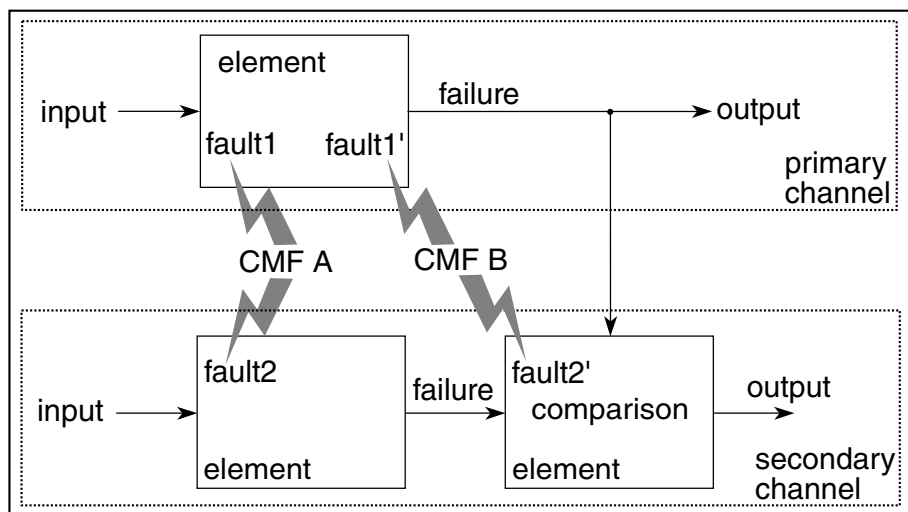 element
input
failure
output
fault1 fault1'
primary
channel
CMF A CMF B
fault2 fault2'
input
failure
comparison
output
element element
secondary
channel